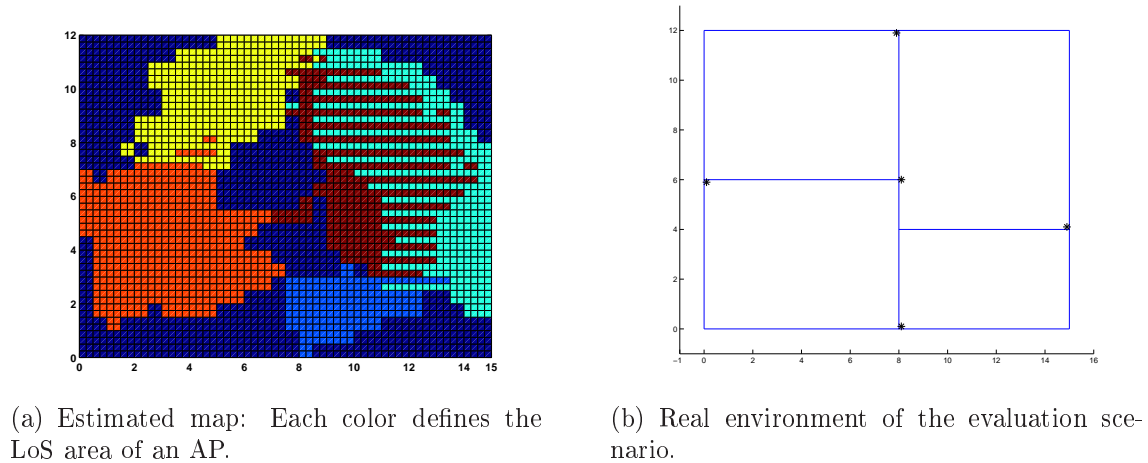 12
10
8
6
4
2
0
0 2 4 6 8 10 12 14 15
12
10
8
6
4
2
0
−1 0 2 4 6 8 10 12 14 16
(a) Estimated map: Each color defines the
LoS area of an AP.
(b) Real environment of the evaluation sce-
nario.